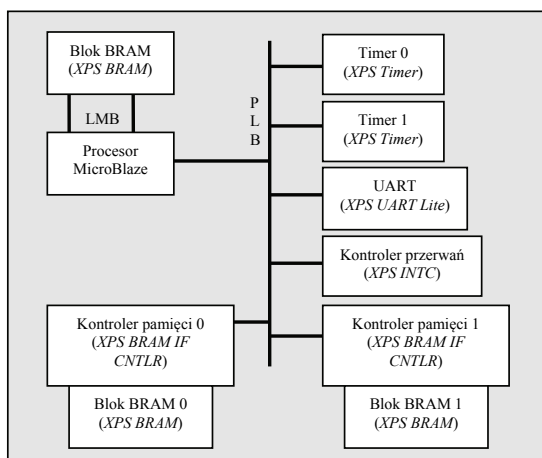 Blok BRAM
(XPS BRAM)
LMB
Procesor
MicroBlaze
P
L
B
Timer 0
(XPS Timer)
Timer 1
(XPS Timer)
UART
(XPS UART Lite)
Kontroler przerwań
(XPS INTC)
Kontroler pamięci 0
(XPS BRAM IF
CNTLR)
Blok BRAM 0
(XPS BRAM)
Kontroler pamięci 1
(XPS BRAM IF
CNTLR)
Blok BRAM 1
(XPS BRAM)